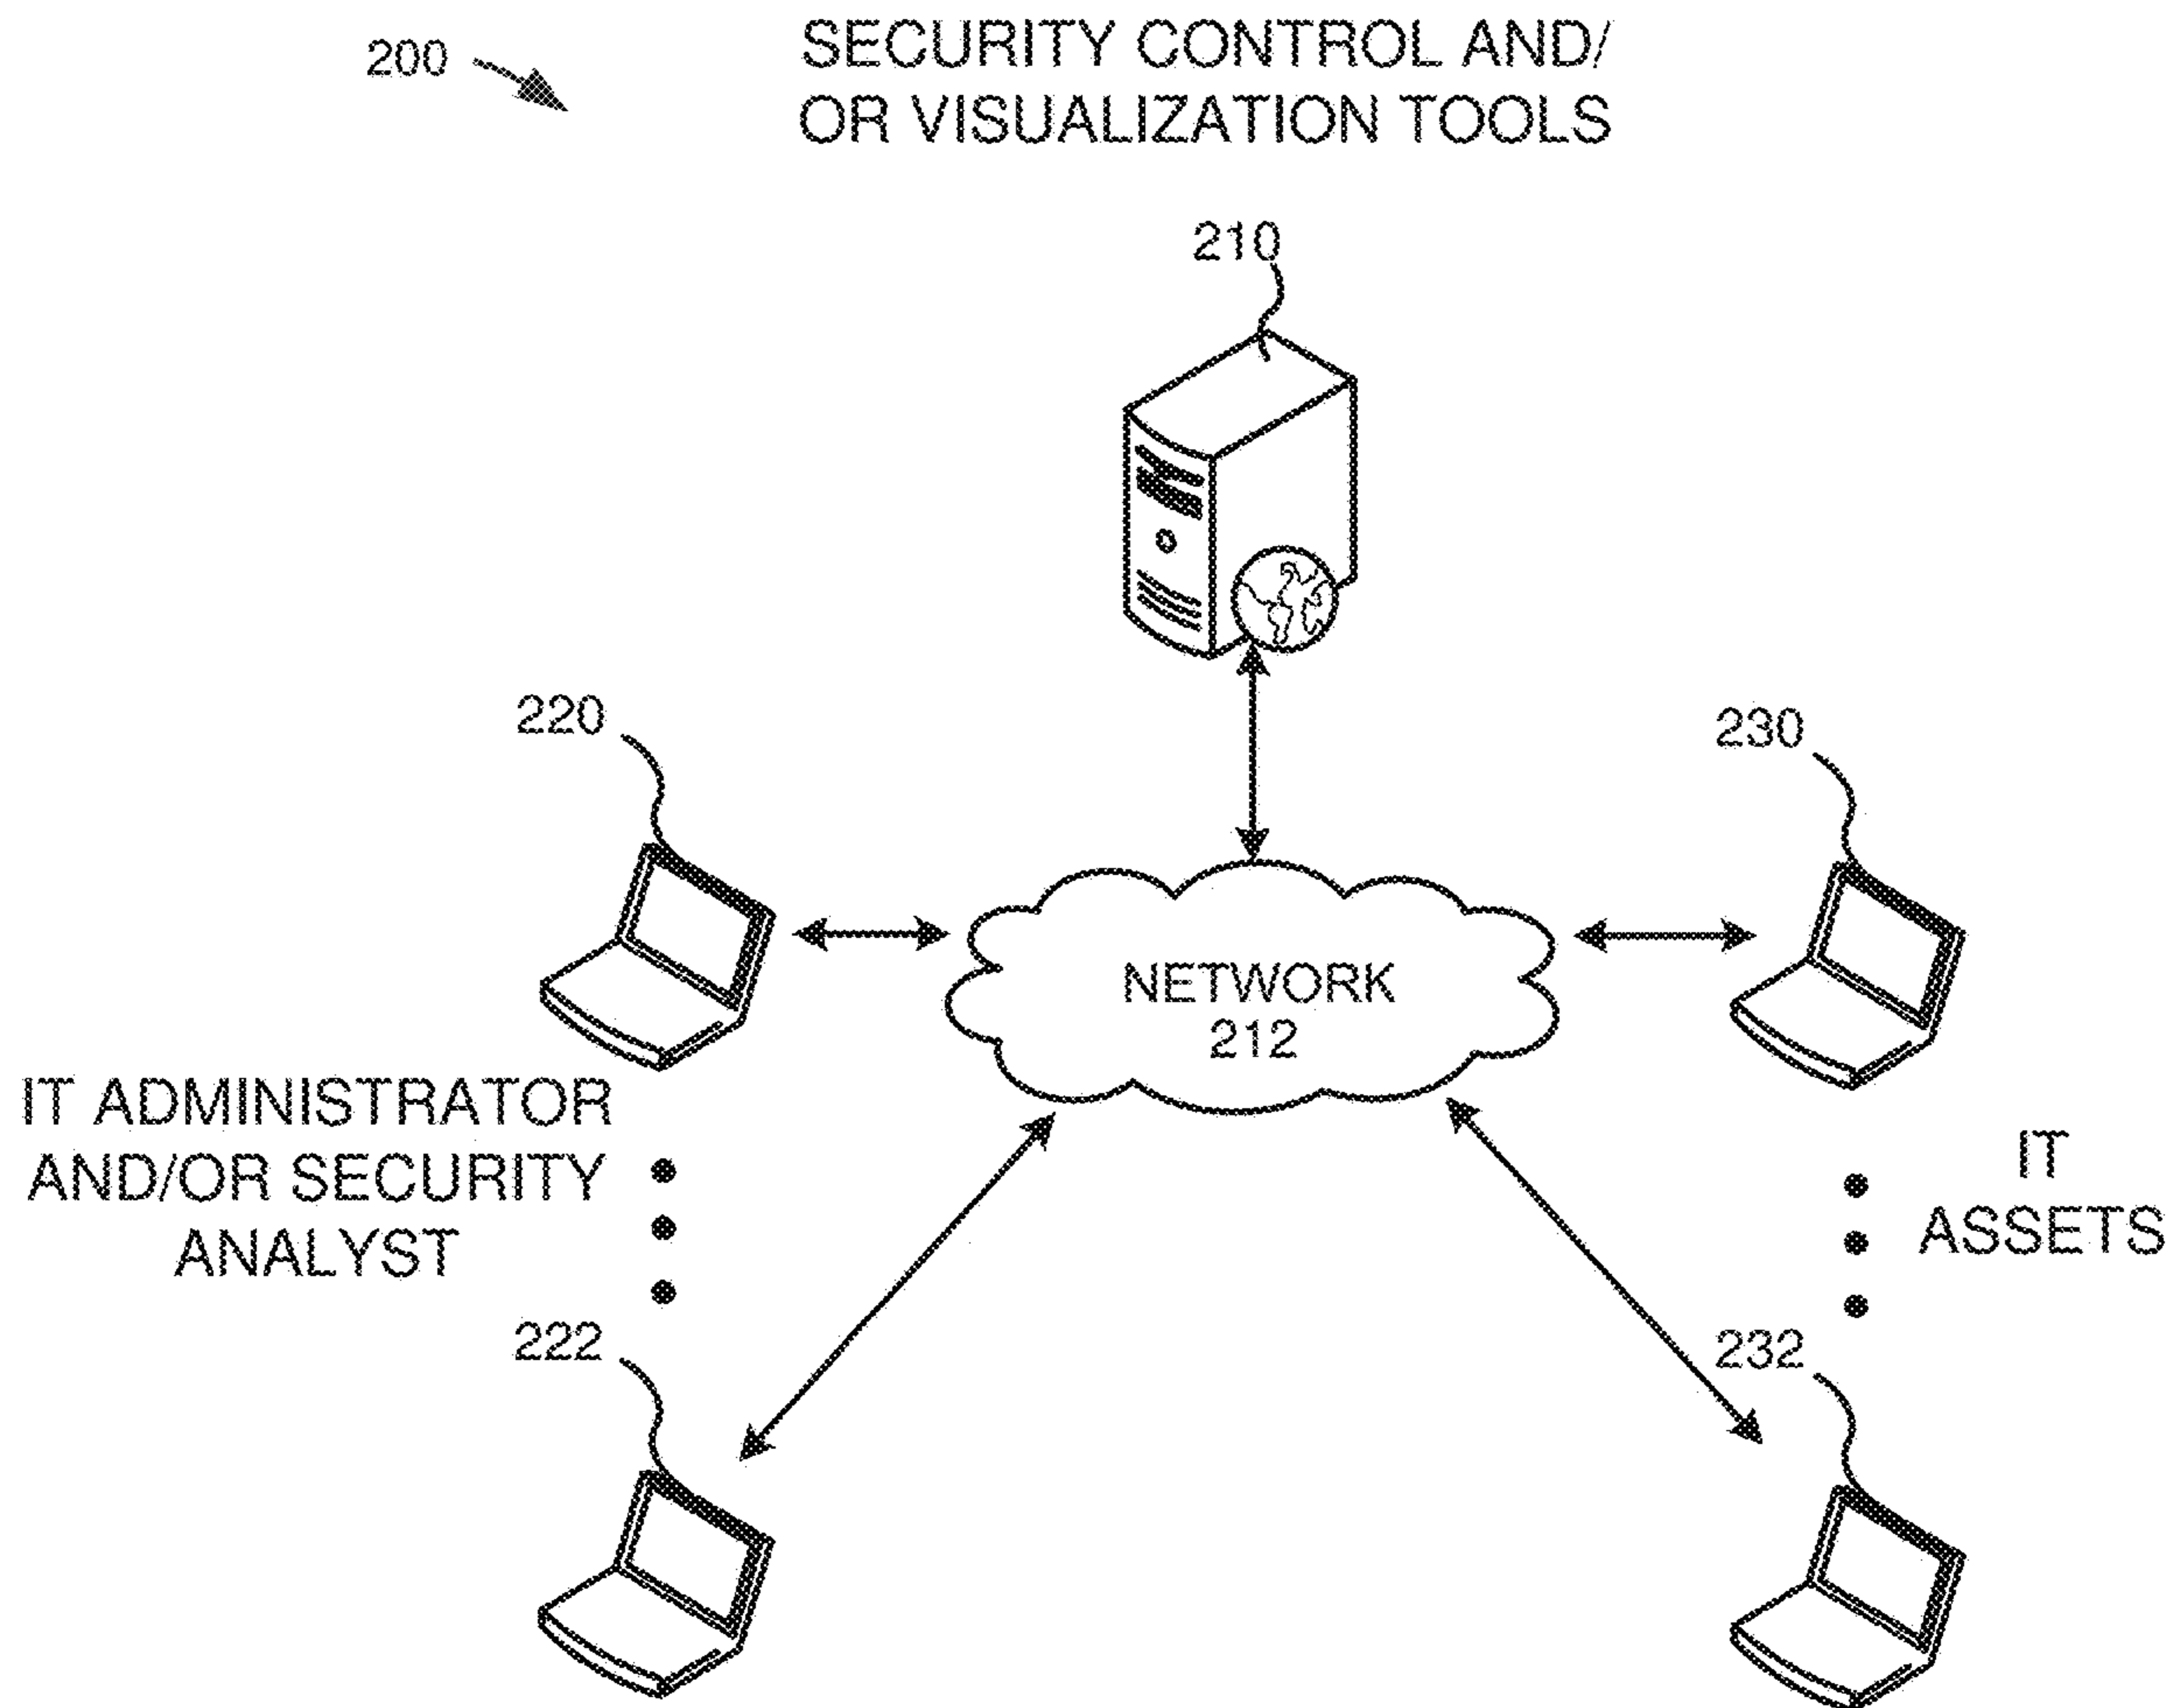 200
SECURITY CONTROL AND/
OR VISUALIZATION TOOLS
210
220
230
NETWORK
212
IT ADMINISTRATOR
AND/OR SECURITY
ANALYST
IT
ASSETS
222
232